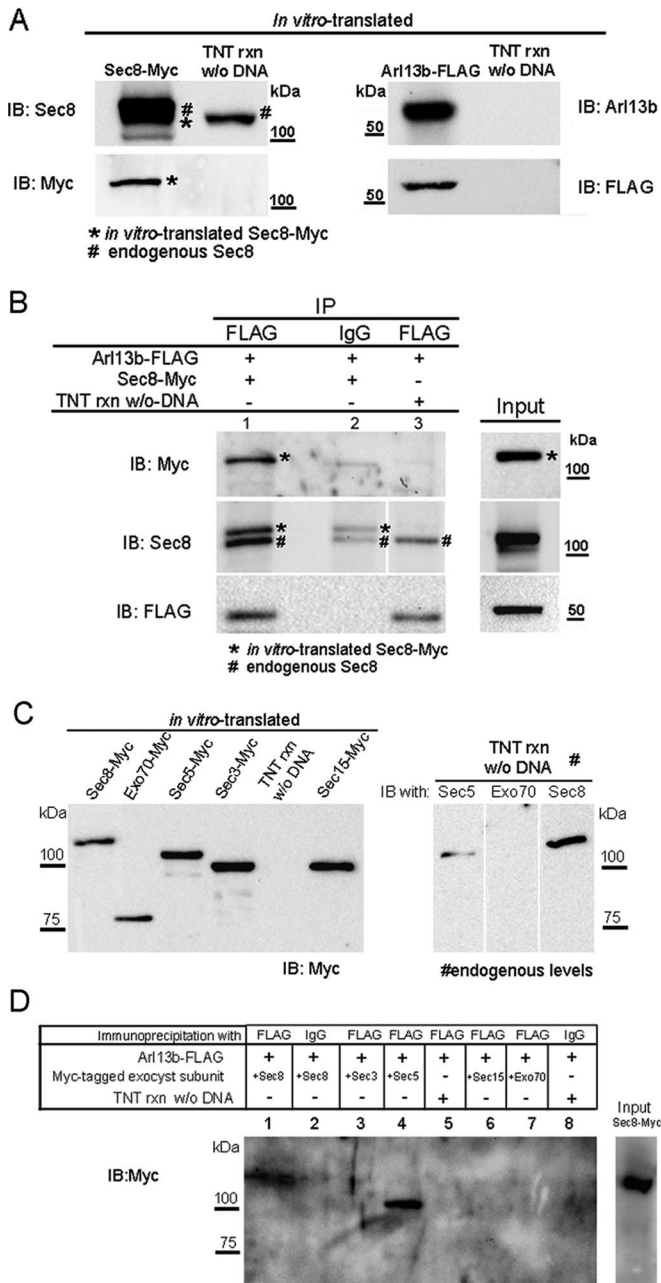 A
In vitro-translated
Sec8-Myc
TNT rxn
w/o DNA
kDa
Arl13b-FLAG
TNT rxn
w/o DNA
IB: Sec8
#
*
#
100
kDa
50
IB: Arl13b
IB: Myc
*
100
50
IB: FLAG
* in vitro-translated Sec8-Myc
# endogenous Sec8
B
IP
FLAG IgG FLAG
Arl13b-FLAG + + +
Sec8-Myc + + -
TNT rxn w/o-DNA - - +
1 2 3
Input
kDa
IB: Myc
*
*
100
IB: Sec8
* *
# # #
100
IB: FLAG
50
* in vitro-translated Sec8-Myc
# endogenous Sec8
C
in vitro-translated
Sec8-Myc
Exo70-Myc
Sec5-Myc
Sec3-Myc
TNT rxn
w/o DNA
Sec15-Myc
kDa
100
75
IB: Myc
TNT rxn
w/o DNA #
IB with: Sec5 Exo70 Sec8
kDa
100
75
#endogenous levels
D
Immunoprecipitation with FLAG IgG FLAG FLAG FLAG FLAG FLAG IgG
Arl13b-FLAG + + + + + + + +
Myc-tagged exocyst subunit +Sec8 +Sec8 +Sec3 +Sec5 - +Sec15 +Exo70 -
TNT rxn w/o DNA - - - - + - - +
1 2 3 4 5 6 7 8
Input
Sec8-Myc
kDa
IB:Myc
100
75